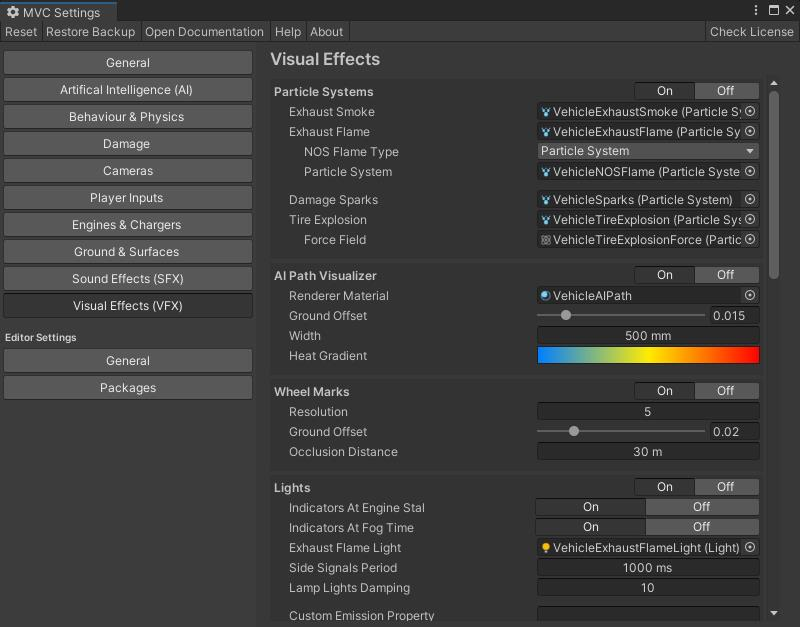 MVC Settings
Reset Restore Backup Open Documentation Help About Check License
General
Artifical Intelligence (AI)
Behaviour & Physics
Damage
Cameras
Player Inputs
Engines & Chargers
Ground & Surfaces
Sound Effects (SFX)
Visual Effects (VFX)
Editor Settings
General
Packages
Visual Effects
Particle Systems On Off
Exhaust Smoke VehicleExhaustSmoke (Particle Sy
Exhaust Flame VehicleExhaustFlame (Particle Sy
NOS Flame Type Particle System
Particle System VehicleNOSFlame (Particle Syste
Damage Sparks VehicleSparks (Particle System)
Tire Explosion VehicleTireExplosion (Particle Sys
Force Field VehicleTireExplosionForce (Partic
AI Path Visualizer On Off
Renderer Material VehicleAIPath
Ground Offset 0.015
Width 500 mm
Heat Gradient
Wheel Marks On Off
Resolution 5
Ground Offset 0.02
Occlusion Distance 30 m
Lights On Off
Indicators At Engine Stal On Off
Indicators At Fog Time On Off
Exhaust Flame Light VehicleExhaustFlameLight (Light)
Side Signals Period 1000 ms
Lamp Lights Damping 10
Custom Emission Property